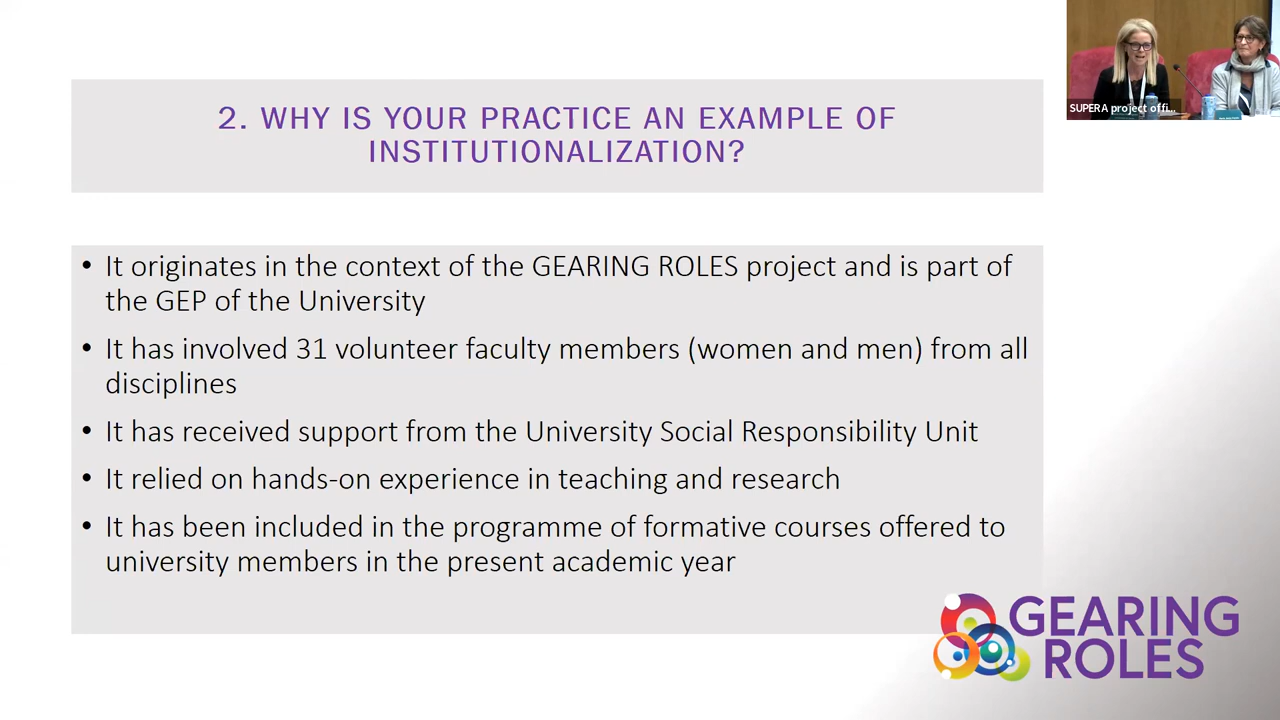 2. WHY IS YOUR PRACTICE AN EXAMPLE OF
INSTITUTIONALIZATION?
• It originates in the context of the GEARING ROLES project and is part of
the GEP of the University
• It has involved 31 volunteer faculty members (women and men) from all
disciplines
• It has received support from the University Social Responsibility Unit
• It relied on hands-on experience in teaching and research
• It has been included in the programme of formative courses offered to
university members in the present academic year
SUPERA project offi...
GEARING
ROLES